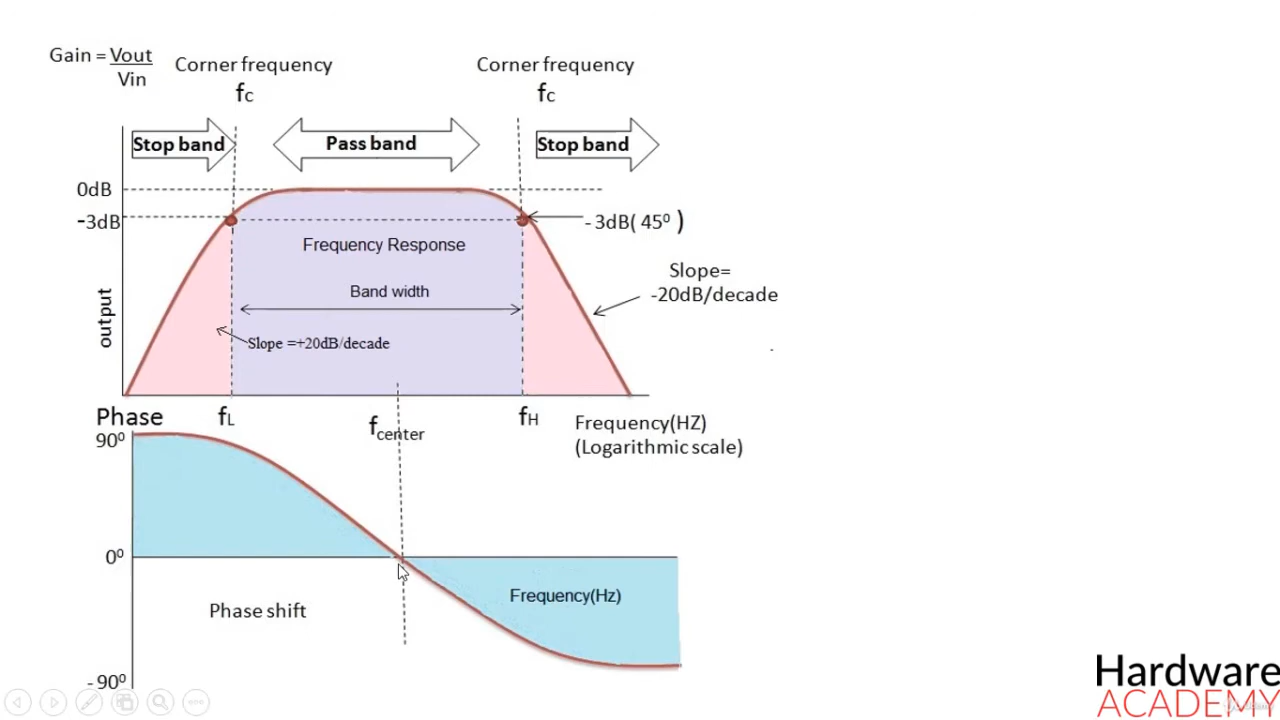 Gain = Vout
Vin
Corner frequency
fc
Corner frequency
fc
Stop band
Pass band
Stop band
0dB
-3dB
- 3dB( 45⁰ )
Frequency Response
Slope=
-20dB/decade
Band width
output
Slope =+20dB/decade
Phase
fL
fcenter
fH
Frequency(HZ)
(Logarithmic scale)
90⁰
0⁰
Frequency(Hz)
Phase shift
- 90⁰
Hardware
ACADEMY